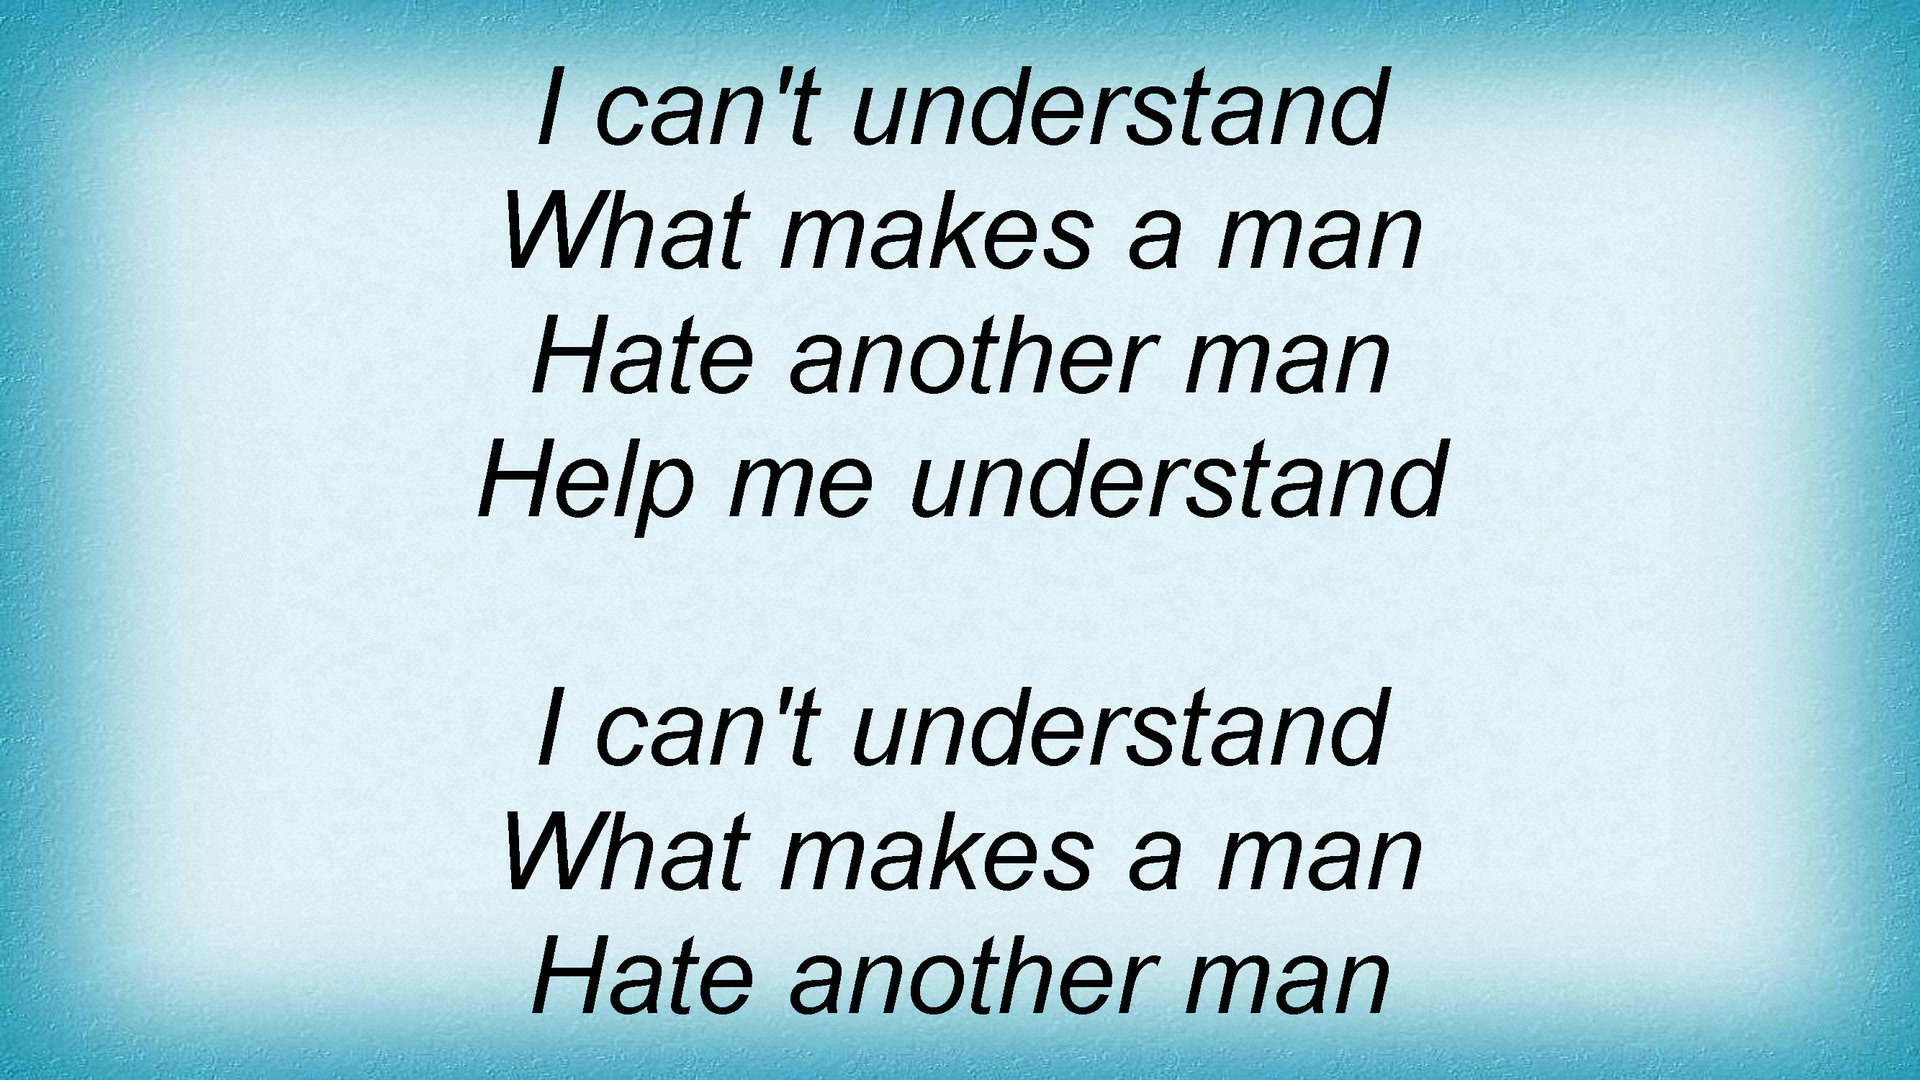 I can't understand
What makes a man
Hate another man
Help me understand
I can't understand
What makes a man
Hate another man